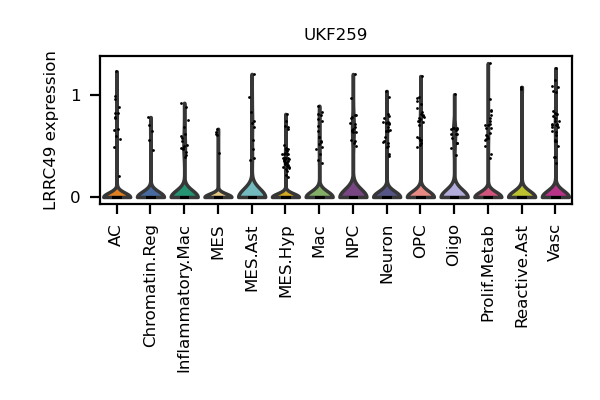 UKF259
LRRC49 expression
1
0
AC
Chromatin.Reg
Inflammatory.Mac
MES
MES.Ast
MES.Hyp
Mac
NPC
Neuron
OPC
Oligo
Prolif.Metab
Reactive.Ast
Vasc